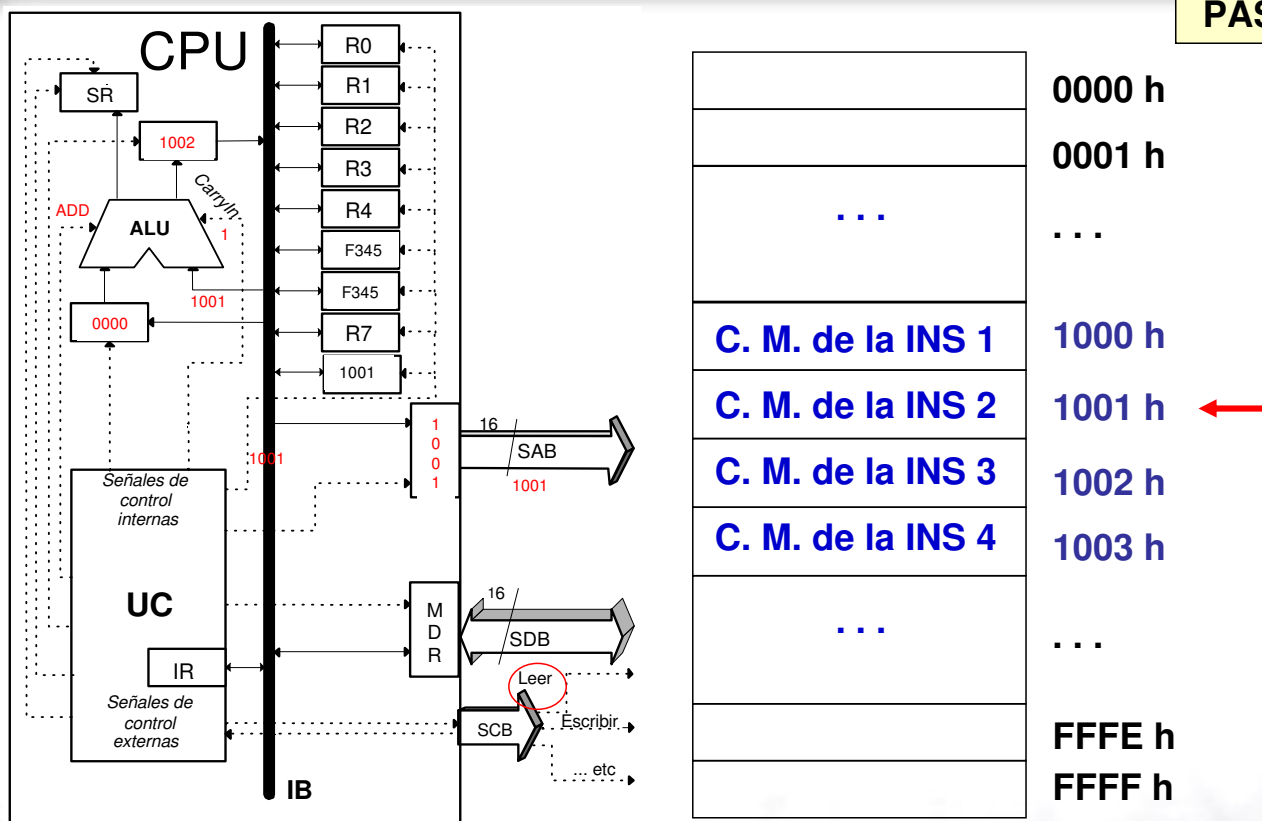 PAS
CPU
SR
1002
CarryIn
ADD
ALU
1
1001
0000
R0
R1
R2
R3
R4
F345
F345
R7
1001
1001
1
0
0
1
16
SAB
1001
Señales de
control
internas
UC
IR
Señales de
control
externas
M
D
R
16
SDB
Leer
SCB
Escribir
... etc
IB
0000 h
0001 h
. . .
. . .
C. M. de la INS 1
1000 h
C. M. de la INS 2
1001 h
C. M. de la INS 3
1002 h
C. M. de la INS 4
1003 h
. . .
. . .
FFFE h
FFFF h